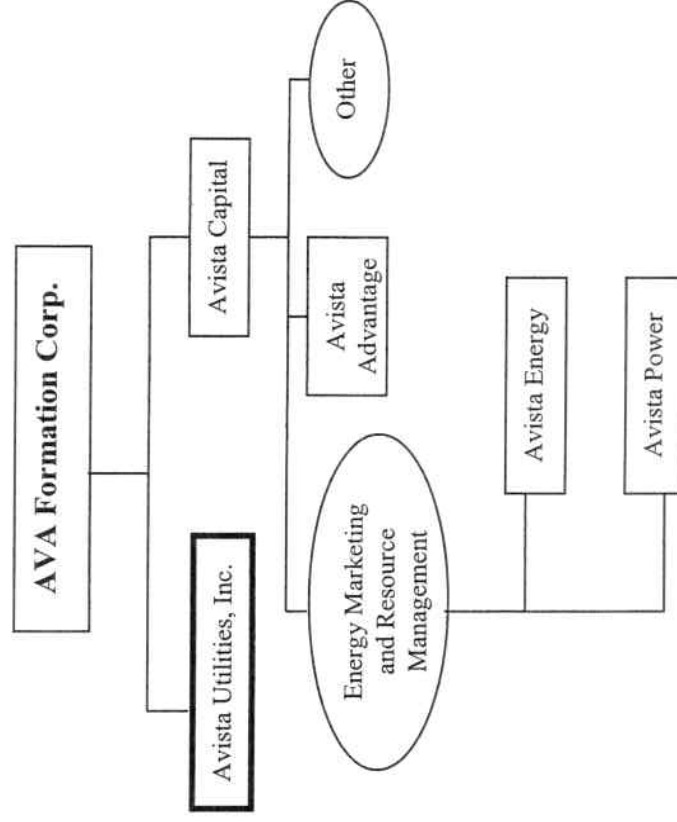 AVA Formation Corp.
Avista Utilities, Inc.
Avista Capital
Energy Marketing
and Resource
Management
Avista
Advantage
Other
Avista Energy
Avista Power